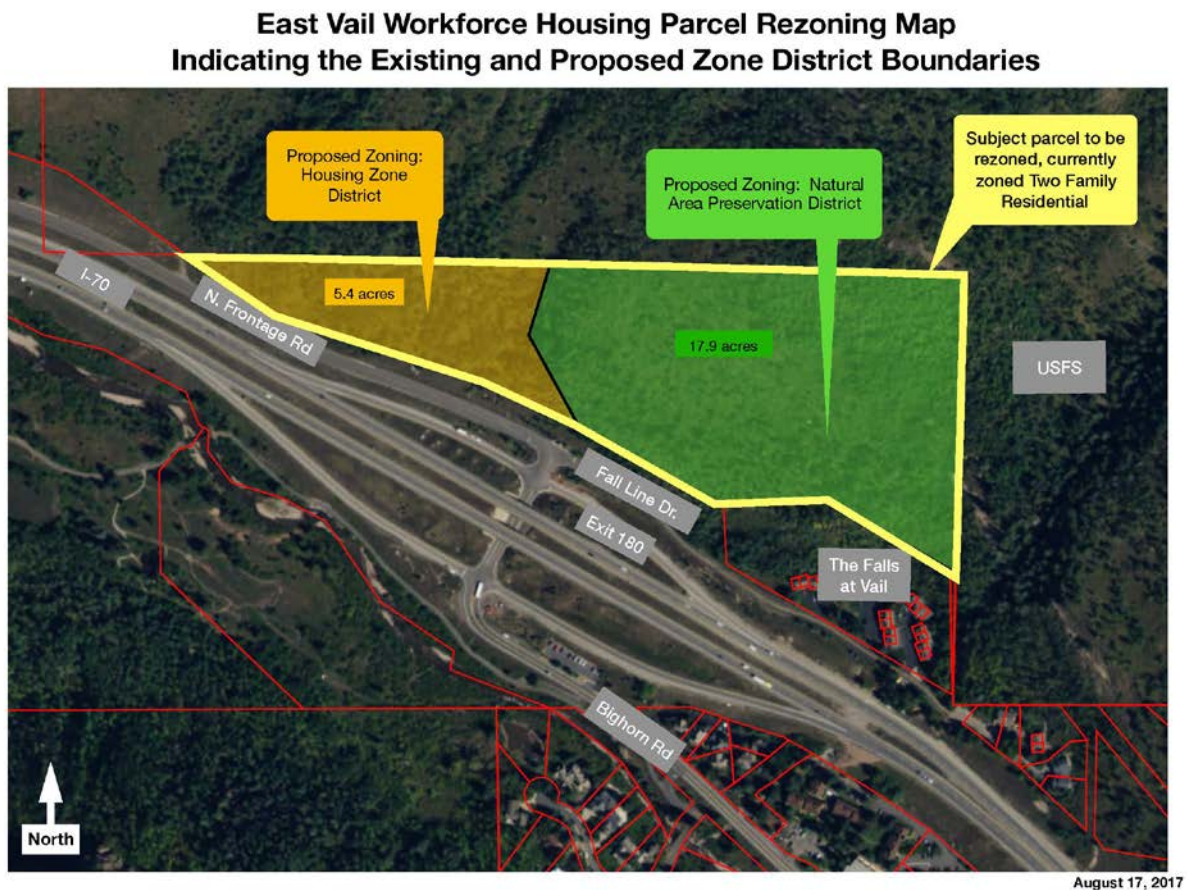 East Vail Workforce Housing Parcel Rezoning Map
Indicating the Existing and Proposed Zone District Boundaries
Proposed Zoning:
Housing Zone
District
Proposed Zoning: Natural
Area Preservation District
Subject parcel to be
rezoned, currently
zoned Two Family
Residential
I-70
N. Frontage Rd
5.4 acres
17.9 acres
USFS
Fall Line Dr.
Exit 180
The Falls
at Vail
Bighorn Rd
North
August 17, 2017